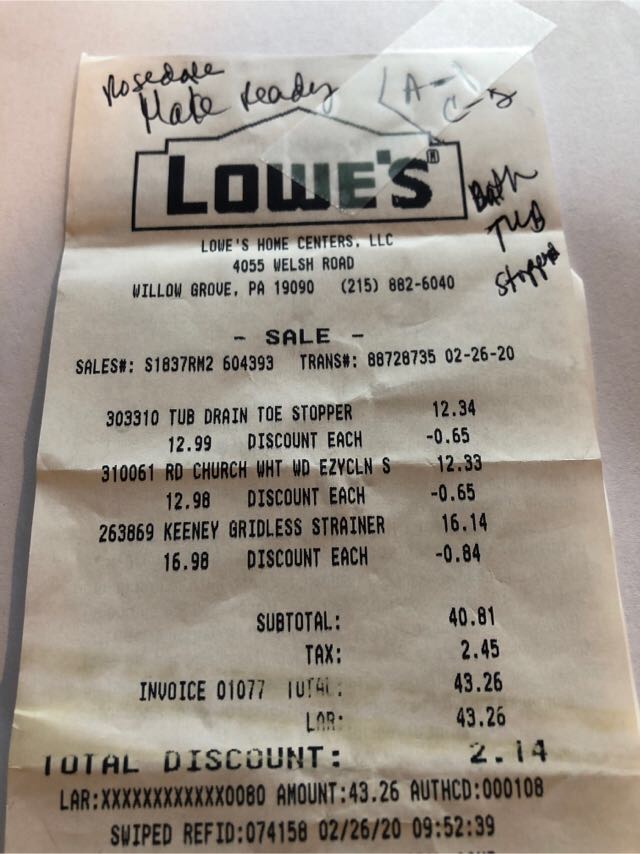 Rosedale
Make Ready
C-5
Bath
TUB
Stopper
LOWE'S®
LOWE'S HOME CENTERS, LLC
4055 WELSH ROAD
WILLOW GROVE, PA 19090 (215) 882-6040
- SALE -
SALES#: S1837RM2 604393 TRANS#: 88728735 02-26-20
303310 TUB DRAIN TOE STOPPER 12.34
12.99 DISCOUNT EACH -0.65
310061 RD CHURCH WHT WD EZYCLN S 12.33
12.98 DISCOUNT EACH -0.65
263869 KEENEY GRIDLESS STRAINER 16.14
16.98 DISCOUNT EACH -0.84
SUBTOTAL: 40.81
TAX: 2.45
INVOICE 01077 TOTAL: 43.26
LAR: 43.26
TOTAL DISCOUNT: 2.14
LAR:XXXXXXXXXXXX0080 AMOUNT:43.26 AUTHCD:000108
SWIPED REFID:074158 02/26/20 09:52:39